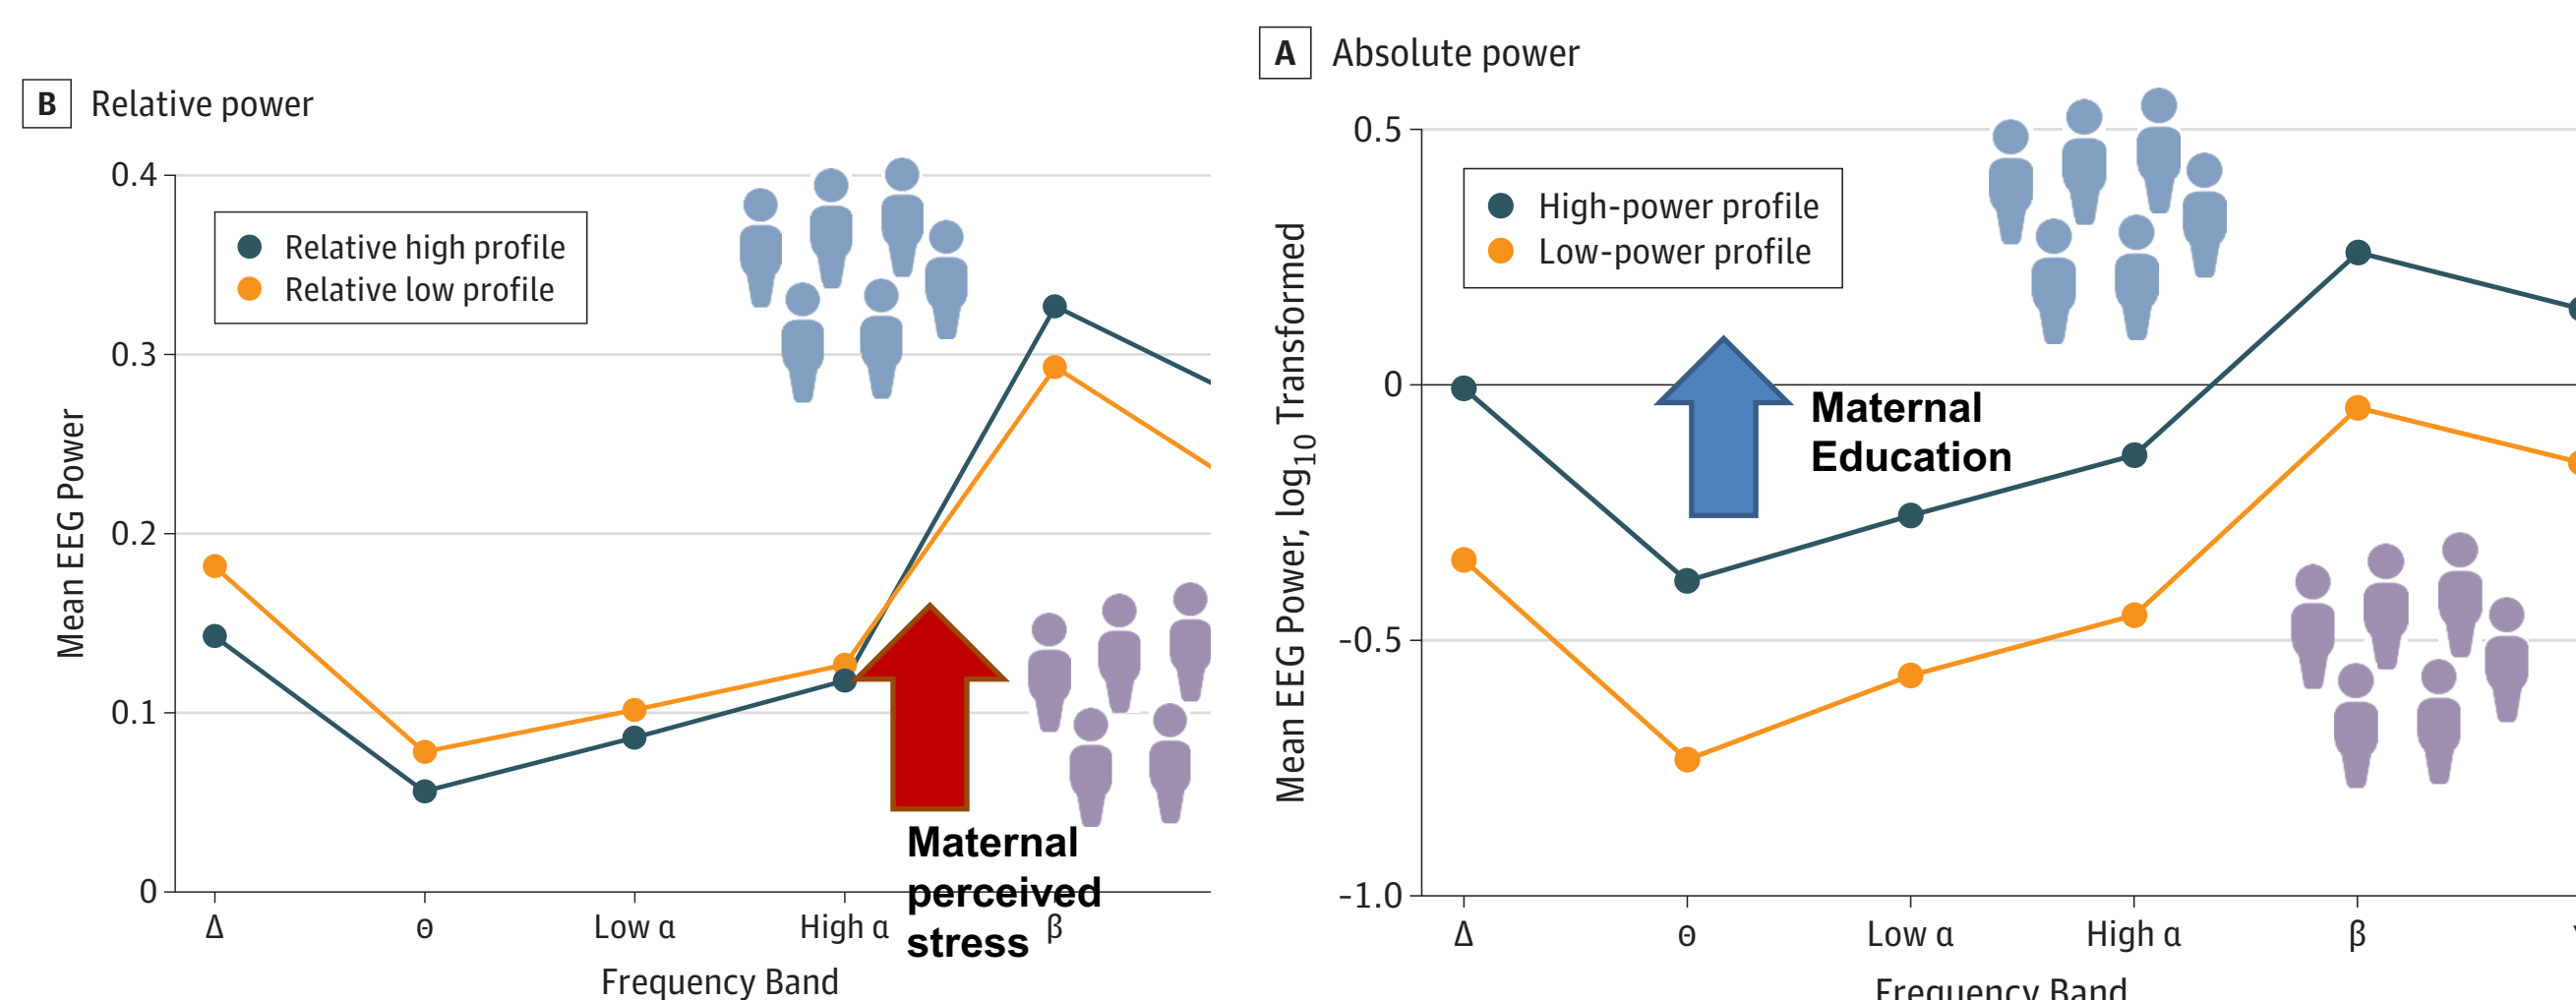 B Relative power
0.4
0.3
0.2
0.1
0
Mean EEG Power
Relative high profile
Relative low profile
Maternal
perceived
stress
Δ Θ Low α High α β
Frequency Band
A Absolute power
0.5
0
-0.5
-1.0
Mean EEG Power, log10 Transformed
High-power profile
Low-power profile
Maternal
Education
Δ Θ Low α High α β
Frequency Band